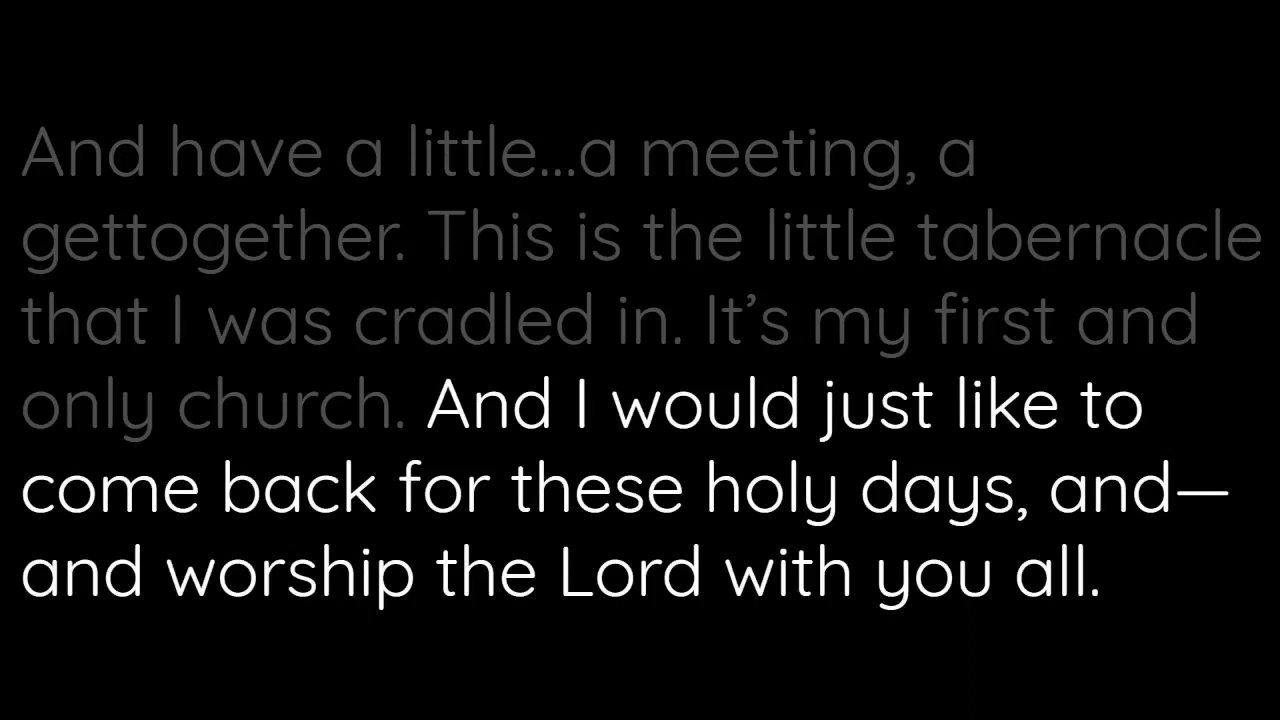 And have a little...a meeting, a
gettogether. This is the little tabernacle
that I was cradled in. It’s my first and
only church. And I would just like to
come back for these holy days, and—
and worship the Lord with you all.